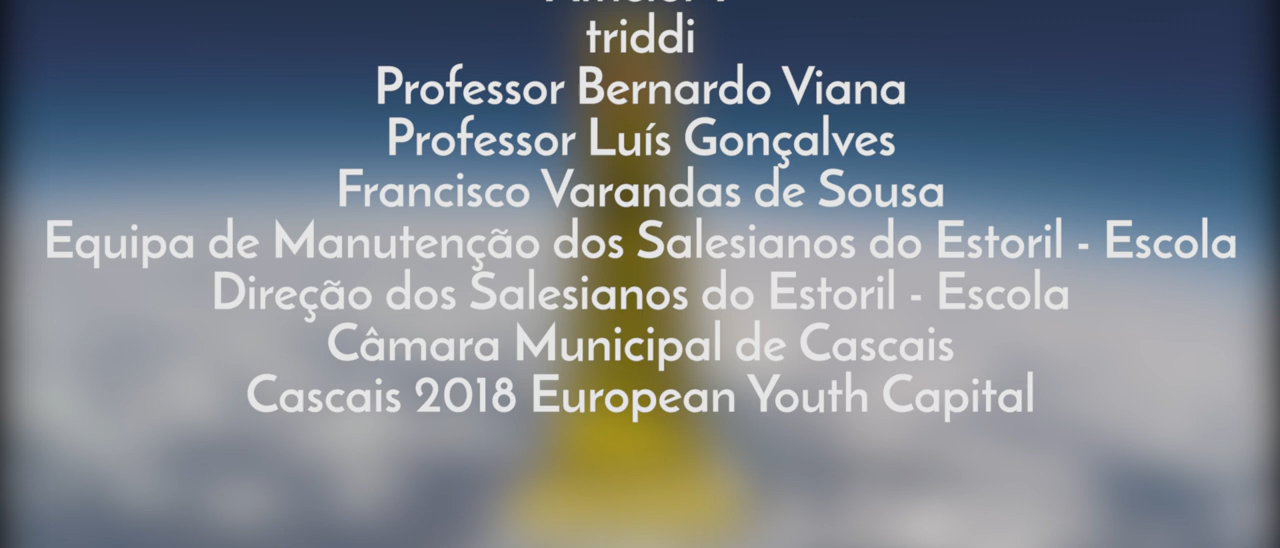 triddi
Professor Bernardo Viana
Professor Luís Gonçalves
Francisco Varandas de Sousa
Equipa de Manutenção dos Salesianos do Estoril - Escola
Direção dos Salesianos do Estoril - Escola
Câmara Municipal de Cascais
Cascais 2018 European Youth Capital